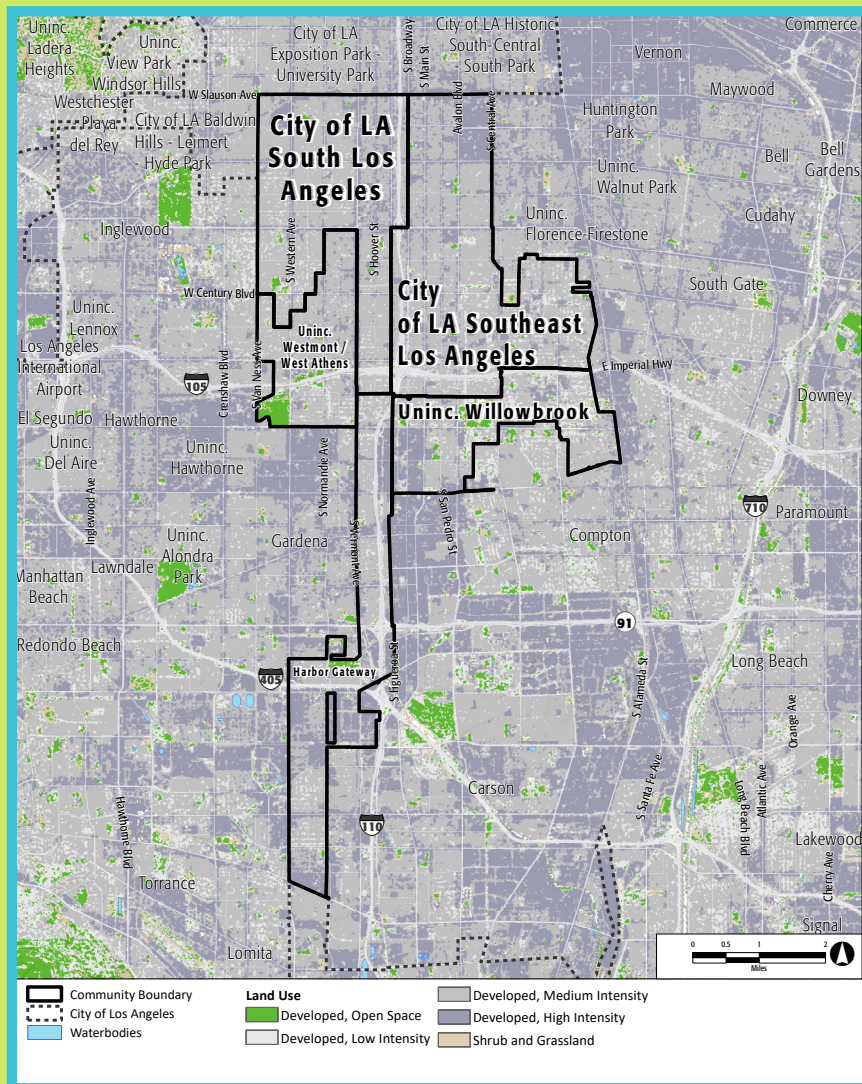 Uninc.
Ladera
Heights
Uninc.
View Park -
Windsor Hills
City of LA
Exposition Park -
University Park
S Broadway
S Main St
City of LA Historic
South-Central
South Park
Commerce
Vernon
Maywood
W Slauson Ave
Westchester
- Playa
del Rey
City of LA Baldwin
Hills - Leimert
- Hyde Park
City of LA
South Los
Angeles
Avalon Blvd
S Central Ave
Huntington
Park
Bell
Bell
Gardens
Uninc.
Walnut Park
Cudahy
Inglewood
S Western Ave
S Hoover St
Uninc.
Florence-Firestone
South Gate
W Century Blvd
City
of LA Southeast
Los Angeles
Uninc.
Lennox
Uninc.
Westmont /
West Athens
Los Angeles
International
Airport
105
Crenshaw Blvd
S Van Ness Ave
E Imperial Hwy
Downey
El Segundo
Hawthorne
Uninc. Willowbrook
Uninc.
Del Aire
Uninc.
Hawthorne
S Normandie Ave
Inglewood Ave
S San Pedro St
710
Paramount
Uninc.
Alondra
Park
Gardena
S Vermont Ave
Compton
Lawndale
Manhattan
Beach
91
Redondo Beach
Harbor Gateway
405
S Figueroa St
S Alameda St
Long Beach
Orange Ave
Carson
S Santa Fe Ave
Long Beach Blvd
Atlantic Ave
110
Hawthorne Blvd
Lakewood
Cherry Ave
Torrance
Lomita
Signal
0 0.5 1 2
Miles
Community Boundary
City of Los Angeles
Waterbodies
Land Use
Developed, Open Space
Developed, Low Intensity
Developed, Medium Intensity
Developed, High Intensity
Shrub and Grassland